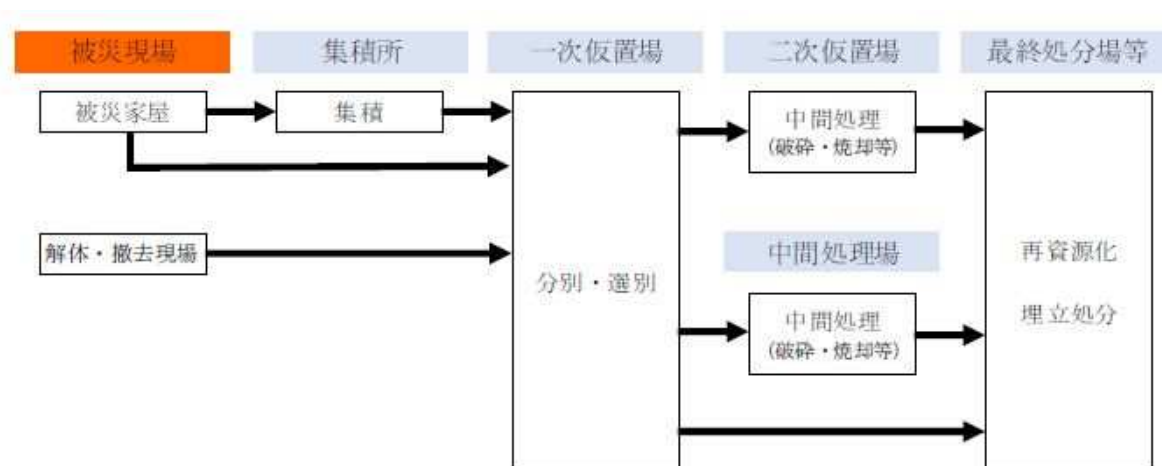 被災現場
集積所
一次仮置場
二次仮置場
最終処分場等
被災家屋
集積
中間処理
(破砕・焼却等)
解体・撤去現場
分別・選別
中間処理場
中間処理
(破砕・焼却等)
再資源化
埋立処分